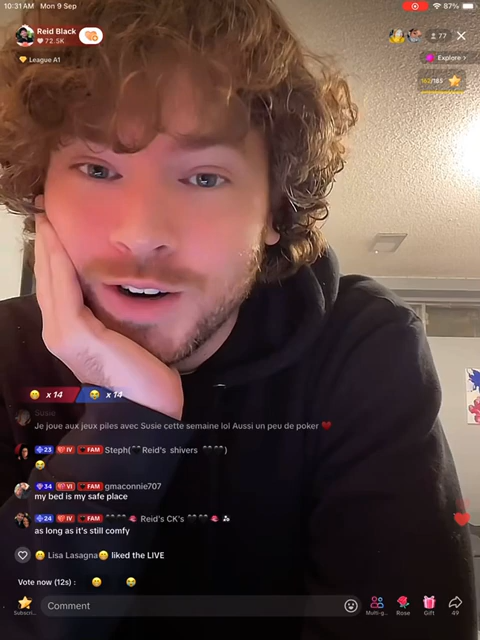 10:31 AM Mon 9 Sep
87%
Reid Black
72.5K
77
League A1
Explore >
/185
x 14
x 14
Susie
Je joue aux jeux piles avec Susie cette semaine lol Aussi un peu de poker ❤️
23 IV FAM Steph(🖤Reid's shivers 🖤🖤🖤)
😭
34 VI FAM gmaconnie707
my bed is my safe place
24 IV FAM 🖤🖤🖤 Reid's CK's 🖤🖤
as long as it's still comfy
Lisa Lasagna liked the LIVE
Vote now (12s) :
Subscri...
Comment
Multi-g...
Rose
Gift
49